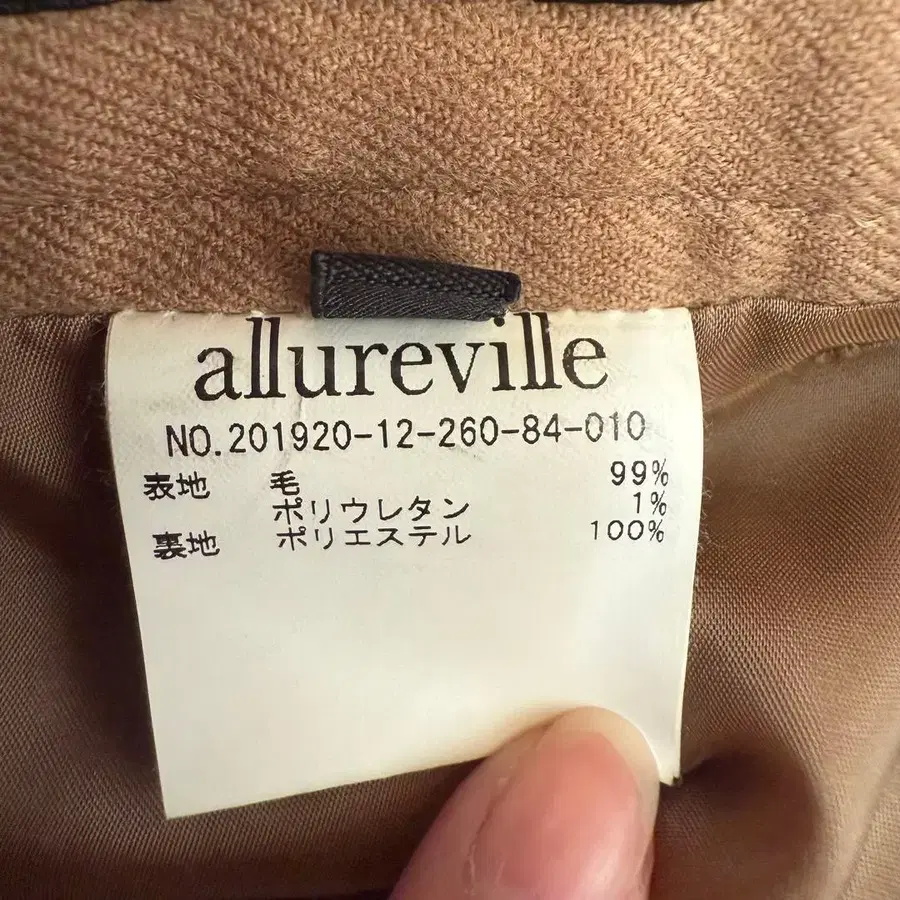 allureville
NO.201920-12-260-84-010
表地 毛 99%
ポリウレタン 1%
裏地 ポリエステル 100%